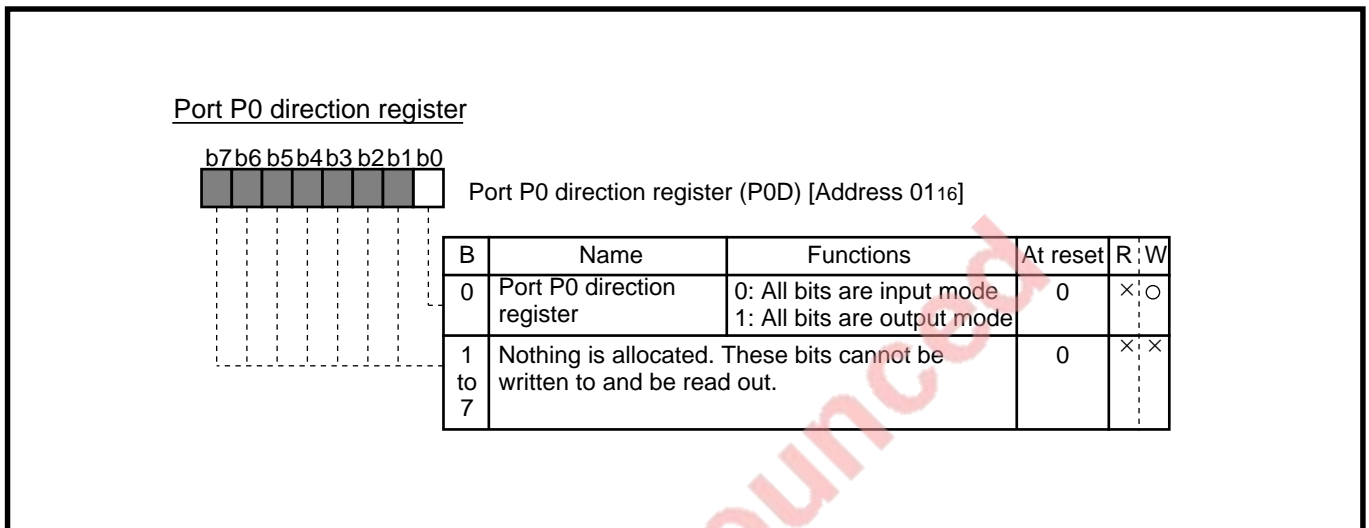 Port P0 direction register
b7 b6 b5 b4 b3 b2 b1 b0
Port P0 direction register (P0D) [Address 0116]
B Name Functions At reset R W
0 Port P0 direction register 0: All bits are input mode 0 × ○
1: All bits are output mode
1 to 7 Nothing is allocated. These bits cannot be 0 × ×
written to and be read out.